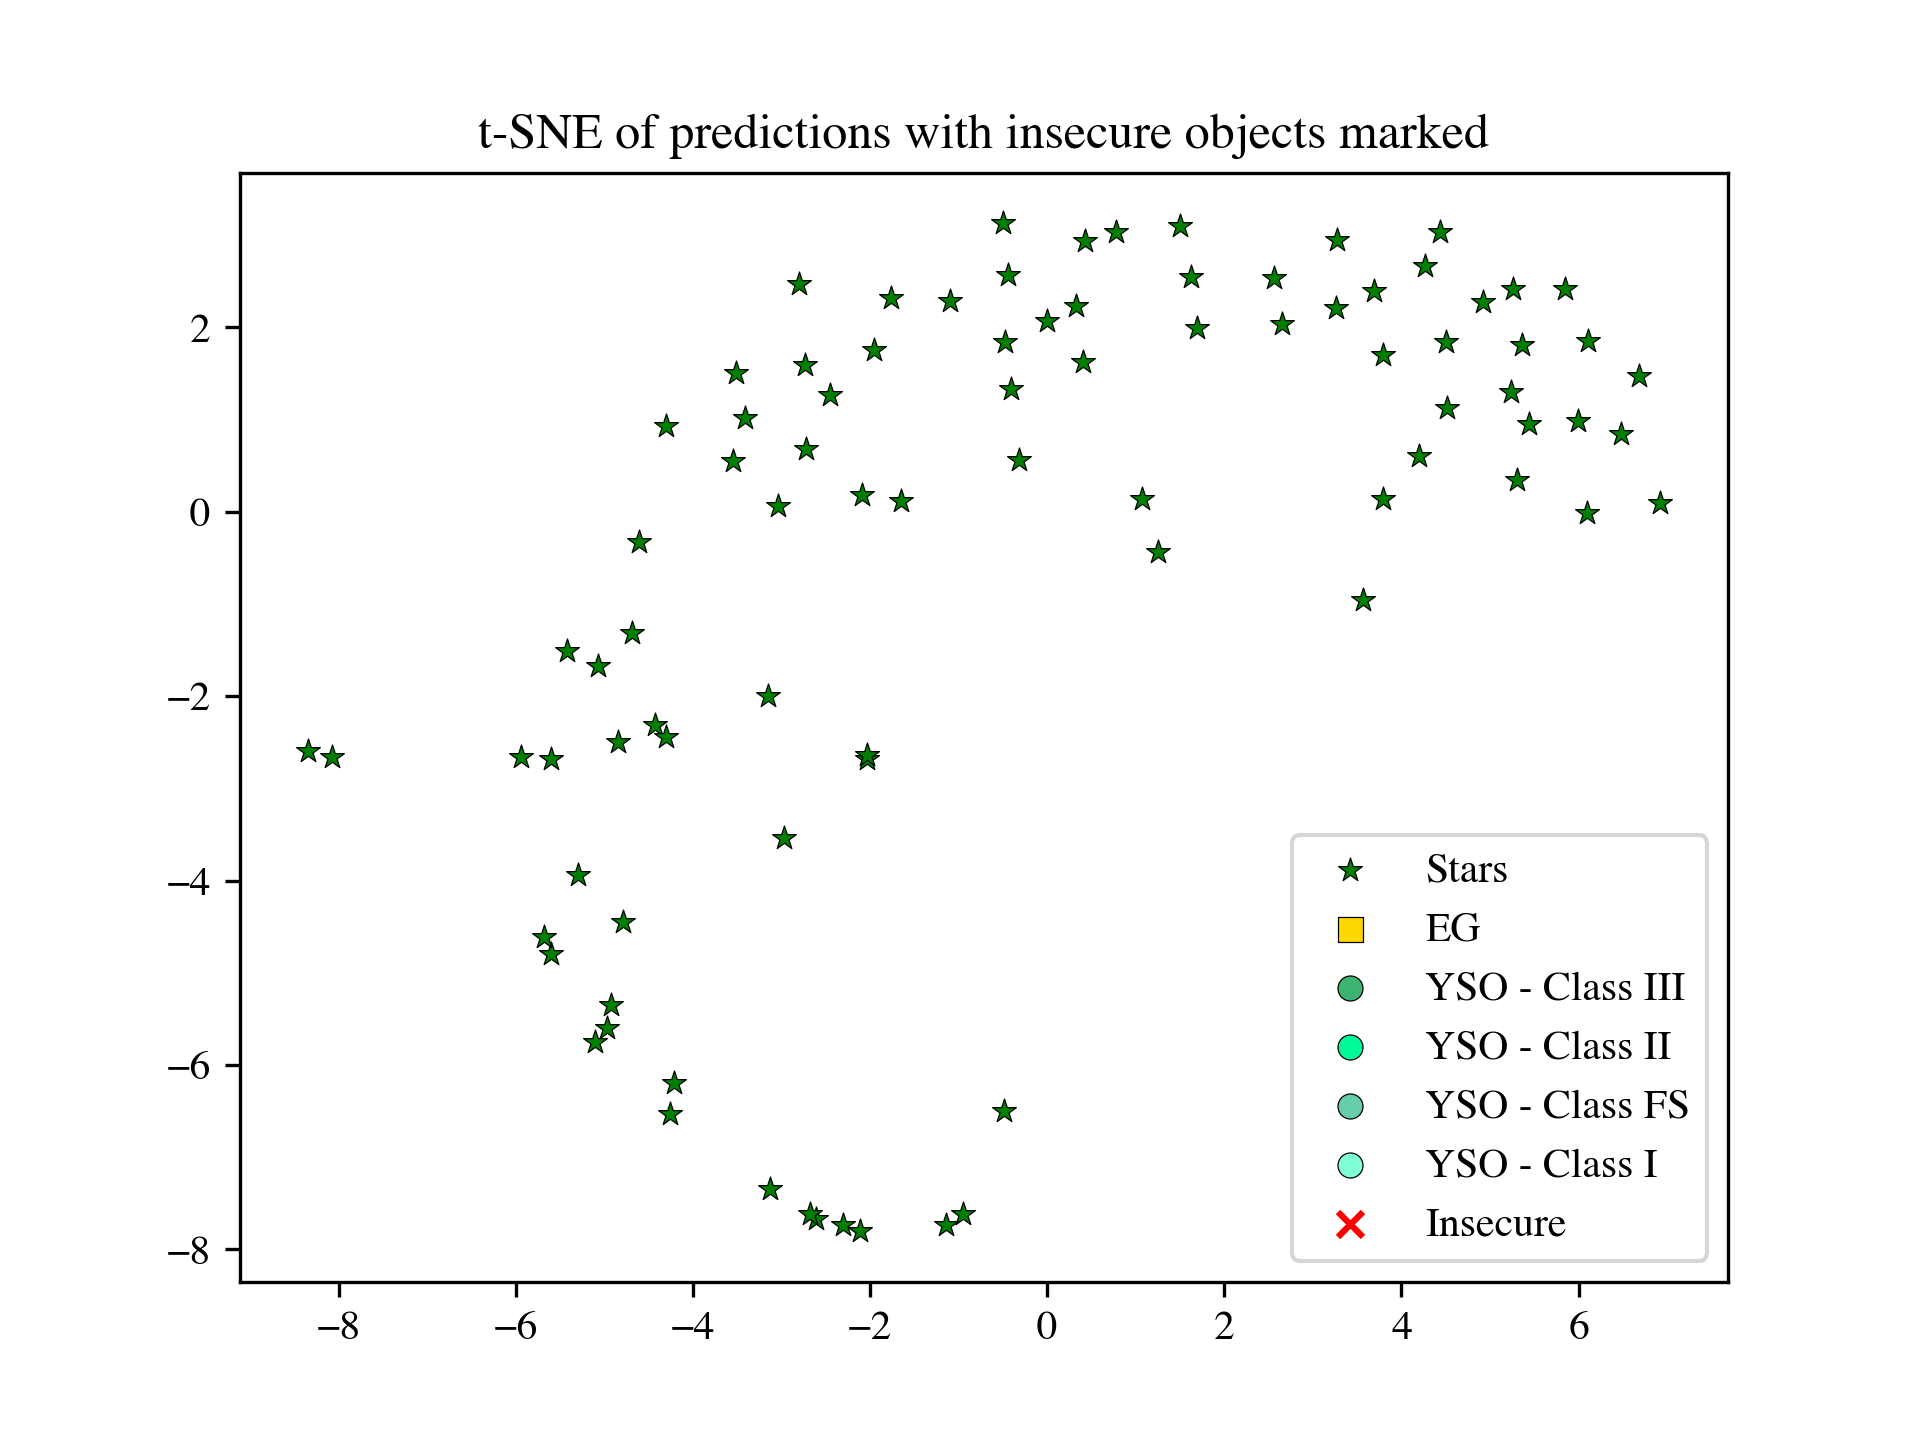 t-SNE of predictions with insecure objects marked
2
0
−2
−4
−6
−8
−8 −6 −4 −2 0 2 4 6
Stars
EG
YSO - Class III
YSO - Class II
YSO - Class FS
YSO - Class I
Insecure